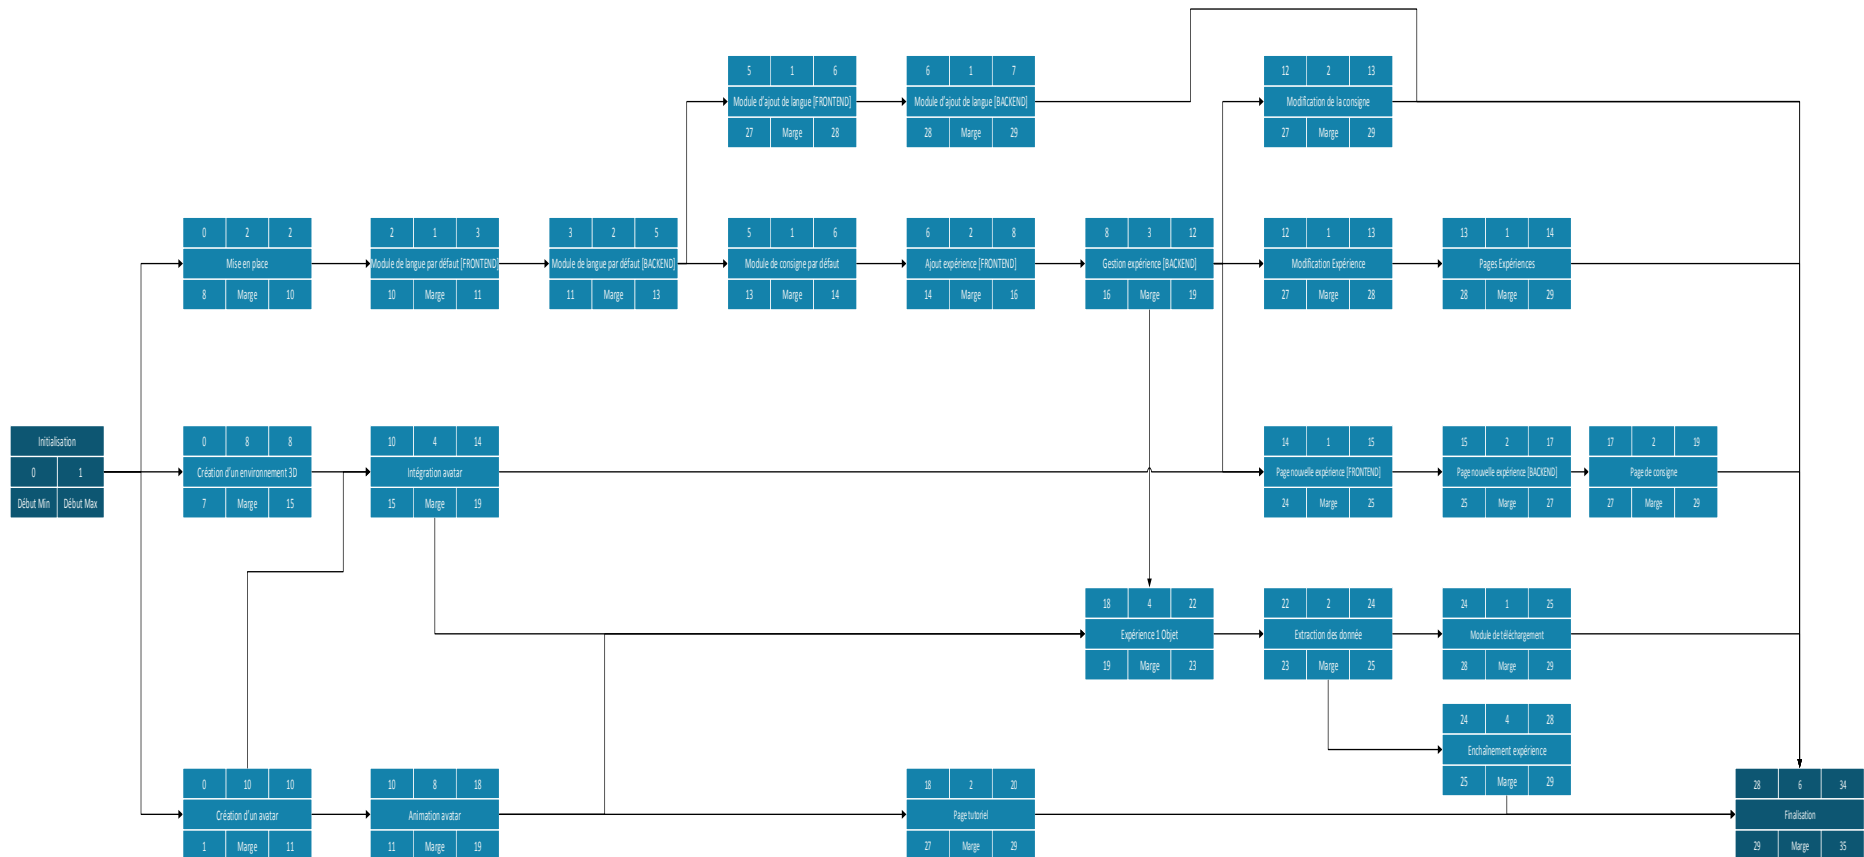 5 1 6
Module d'ajout de langue [FRONTEND]
27 Marge 28
6 1 7
Module d'ajout de langue [BACKEND]
28 Marge 29
12 2 13
Modification de la consigne
27 Marge 29
0 2 2
Mise en place
8 Marge 10
2 1 3
Module de langue par défaut [FRONTEND]
10 Marge 11
3 2 5
Module de langue par défaut [BACKEND]
11 Marge 13
5 1 6
Module de consigne par défaut
13 Marge 14
6 2 8
Ajout expérience [FRONTEND]
14 Marge 16
8 3 12
Gestion expérience [BACKEND]
16 Marge 19
12 1 13
Modification Expérience
27 Marge 28
13 1 14
Pages Expériences
28 Marge 29
Initialisation
0 1
Début Min Début Max
0 8 8
Création d'un environnement 3D
7 Marge 15
10 4 14
Intégration avatar
15 Marge 19
14 1 15
Page nouvelle expérience [FRONTEND]
24 Marge 25
15 2 17
Page nouvelle expérience [BACKEND]
25 Marge 27
17 2 19
Page de consigne
27 Marge 29
18 4 22
Expérience 1 Objet
19 Marge 23
22 2 24
Extraction des donnée
23 Marge 25
24 1 25
Module de téléchargement
28 Marge 29
24 4 28
Enchaînement expérience
25 Marge 29
0 10 10
Création d'un avatar
1 Marge 11
10 8 18
Animation avatar
11 Marge 19
18 2 20
Page tutoriel
27 Marge 29
28 6 34
Finalisation
29 Marge 35